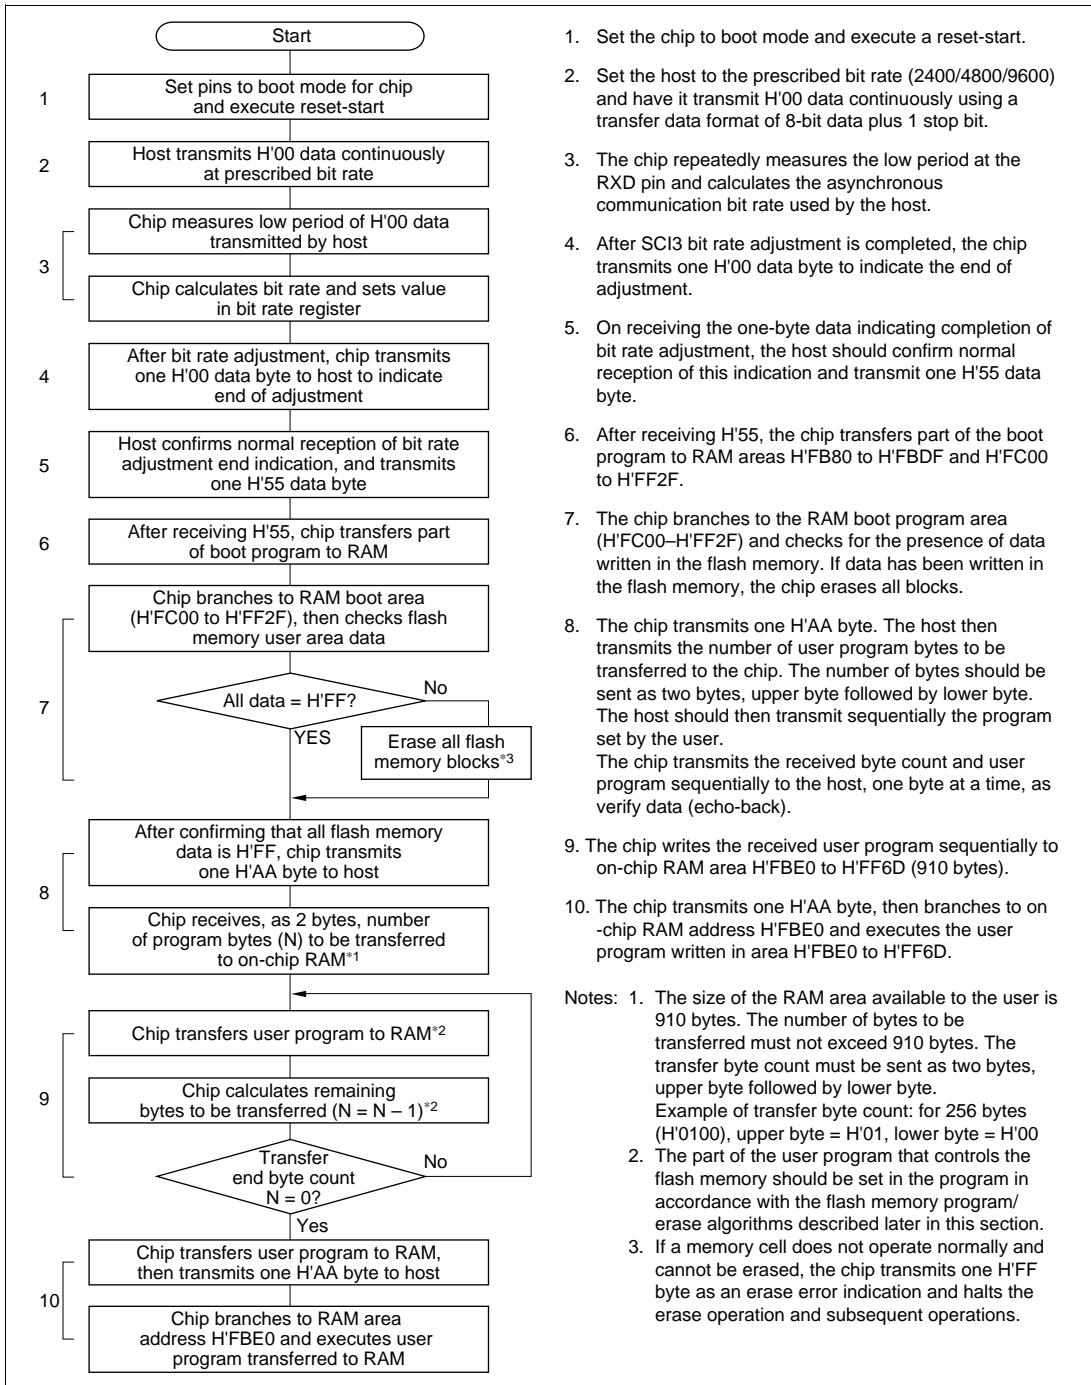 Start
1
Set pins to boot mode for chip
and execute reset-start
2
Host transmits H'00 data continuously
at prescribed bit rate
3
Chip measures low period of H'00 data
transmitted by host
Chip calculates bit rate and sets value
in bit rate register
4
After bit rate adjustment, chip transmits
one H'00 data byte to host to indicate
end of adjustment
5
Host confirms normal reception of bit rate
adjustment end indication, and transmits
one H'55 data byte
6
After receiving H'55, chip transfers part
of boot program to RAM
7
Chip branches to RAM boot area
(H'FC00 to H'FF2F), then checks flash
memory user area data
All data = H'FF?
No
YES
Erase all flash
memory blocks*3
8
After confirming that all flash memory
data is H'FF, chip transmits
one H'AA byte to host
Chip receives, as 2 bytes, number
of program bytes (N) to be transferred
to on-chip RAM*1
9
Chip transfers user program to RAM*2
Chip calculates remaining
bytes to be transferred (N = N – 1)*2
Transfer
end byte count
N = 0?
No
Yes
10
Chip transfers user program to RAM,
then transmits one H'AA byte to host
Chip branches to RAM area
address H'FBE0 and executes user
program transferred to RAM
1. Set the chip to boot mode and execute a reset-start.
2. Set the host to the prescribed bit rate (2400/4800/9600)
and have it transmit H'00 data continuously using a
transfer data format of 8-bit data plus 1 stop bit.
3. The chip repeatedly measures the low period at the
RXD pin and calculates the asynchronous
communication bit rate used by the host.
4. After SCI3 bit rate adjustment is completed, the chip
transmits one H'00 data byte to indicate the end of
adjustment.
5. On receiving the one-byte data indicating completion of
bit rate adjustment, the host should confirm normal
reception of this indication and transmit one H'55 data
byte.
6. After receiving H'55, the chip transfers part of the boot
program to RAM areas H'FB80 to H'FBDF and H'FC00
to H'FF2F.
7. The chip branches to the RAM boot program area
(H'FC00–H'FF2F) and checks for the presence of data
written in the flash memory. If data has been written in
the flash memory, the chip erases all blocks.
8. The chip transmits one H'AA byte. The host then
transmits the number of user program bytes to be
transferred to the chip. The number of bytes should be
sent as two bytes, upper byte followed by lower byte.
The host should then transmit sequentially the program
set by the user.
The chip transmits the received byte count and user
program sequentially to the host, one byte at a time, as
verify data (echo-back).
9. The chip writes the received user program sequentially to
on-chip RAM area H'FBE0 to H'FF6D (910 bytes).
10. The chip transmits one H'AA byte, then branches to on
-chip RAM address H'FBE0 and executes the user
program written in area H'FBE0 to H'FF6D.
Notes: 1. The size of the RAM area available to the user is
910 bytes. The number of bytes to be
transferred must not exceed 910 bytes. The
transfer byte count must be sent as two bytes,
upper byte followed by lower byte.
Example of transfer byte count: for 256 bytes
(H'0100), upper byte = H'01, lower byte = H'00
2. The part of the user program that controls the
flash memory should be set in the program in
accordance with the flash memory program/
erase algorithms described later in this section.
3. If a memory cell does not operate normally and
cannot be erased, the chip transmits one H'FF
byte as an erase error indication and halts the
erase operation and subsequent operations.